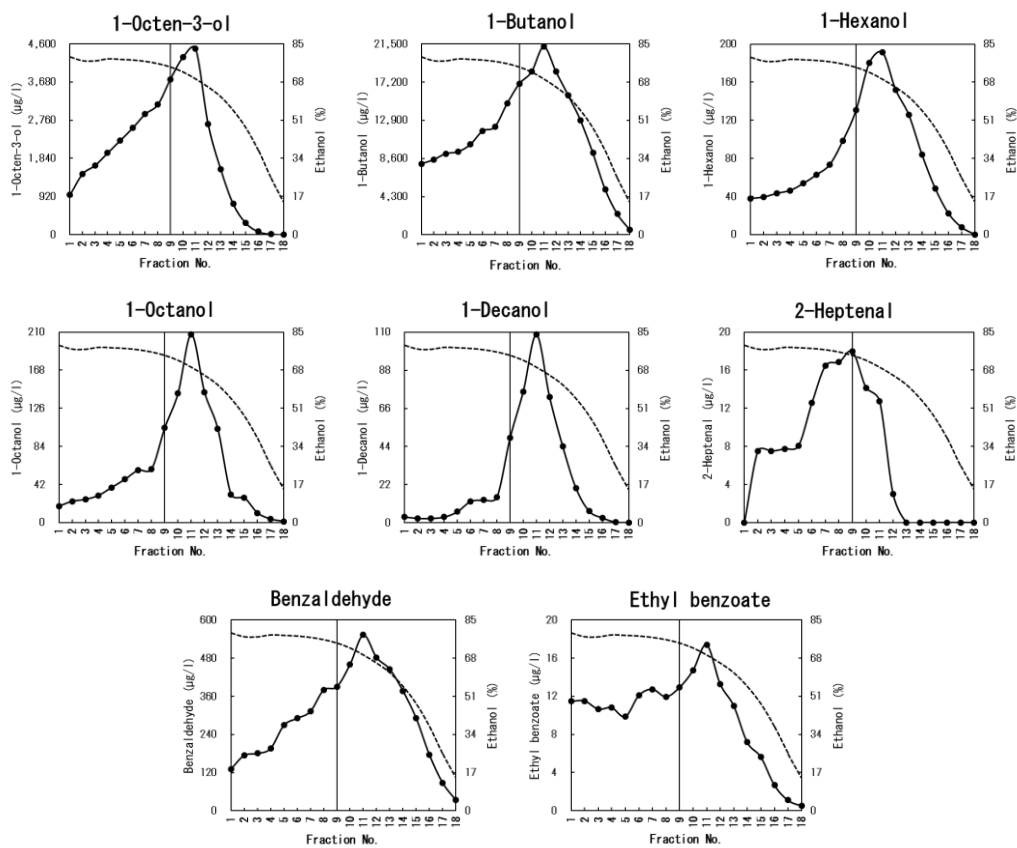 1-Octen-3-ol
4,600
3,680
2,760
1,840
920
0
85
68
51
34
17
0
1-Octen-3-ol (μg/l)
Ethanol (%)
1 2 3 4 5 6 7 8 9 10 11 12 13 14 15 16 17 18
Fraction No.
1-Butanol
21,500
17,200
12,900
8,600
4,300
0
85
68
51
34
17
0
1-Butanol (μg/l)
Ethanol (%)
1 2 3 4 5 6 7 8 9 10 11 12 13 14 15 16 17 18
Fraction No.
1-Hexanol
200
160
120
80
40
0
85
68
51
34
17
0
1-Hexanol (μg/l)
Ethanol (%)
1 2 3 4 5 6 7 8 9 10 11 12 13 14 15 16 17 18
Fraction No.
1-Octanol
210
168
126
84
42
0
85
68
51
34
17
0
1-Octanol (μg/l)
Ethanol (%)
1 2 3 4 5 6 7 8 9 10 11 12 13 14 15 16 17 18
Fraction No.
1-Decanol
110
88
66
44
22
0
85
68
51
34
17
0
1-Decanol (μg/l)
Ethanol (%)
1 2 3 4 5 6 7 8 9 10 11 12 13 14 15 16 17 18
Fraction No.
2-Heptenal
20
16
12
8
4
0
85
68
51
34
17
0
2-Heptenal (μg/l)
Ethanol (%)
1 2 3 4 5 6 7 8 9 10 11 12 13 14 15 16 17 18
Fraction No.
Benzaldehyde
600
480
360
240
120
0
85
68
51
34
17
0
Benzaldehyde (μg/l)
Ethanol (%)
1 2 3 4 5 6 7 8 9 10 11 12 13 14 15 16 17 18
Fraction No.
Ethyl benzoate
20
16
12
8
4
0
85
68
51
34
17
0
Ethyl benzoate (μg/l)
Ethanol (%)
1 2 3 4 5 6 7 8 9 10 11 12 13 14 15 16 17 18
Fraction No.